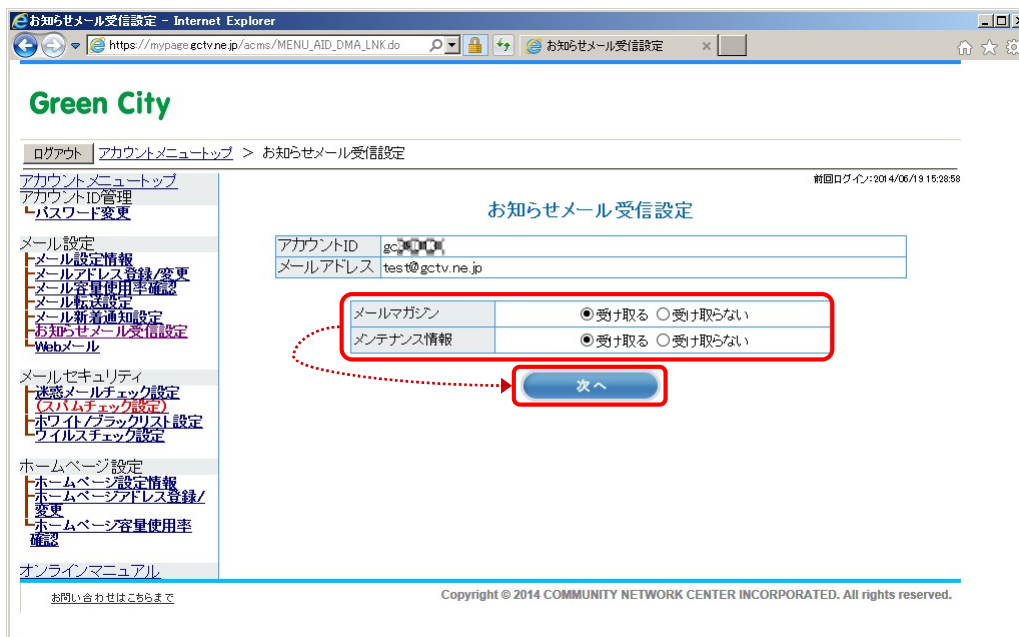 お知らせメール受信設定 - Internet Explorer
https://mypage.gctv.ne.jp/acms/MENU_AID_DMA_LNK.do
お知らせメール受信設定
Green City
ログアウト アカウントメニュートップ > お知らせメール受信設定
前回ログイン:2014/06/19 15:28:58
アカウントメニュートップ
アカウントID管理
パスワード変更
メール設定
メール設定情報
メールアドレス登録/変更
メール容量使用率確認
メール転送設定
メール新着通知設定
お知らせメール受信設定
Webメール
メールセキュリティ
迷惑メールチェック設定
(スパムチェック設定)
ホワイト/ブラックリスト設定
ウイルスチェック設定
ホームページ設定
ホームページ設定情報
ホームページアドレス登録/
変更
ホームページ容量使用率
確認
オンラインマニュアル
お知らせメール受信設定
アカウントID gc
メールアドレス test@gctv.ne.jp
メールマガジン 受け取る 受け取らない
メンテナンス情報 受け取る 受け取らない
次へ
お問い合わせはこちらまで
Copyright © 2014 COMMUNITY NETWORK CENTER INCORPORATED. All rights reserved.